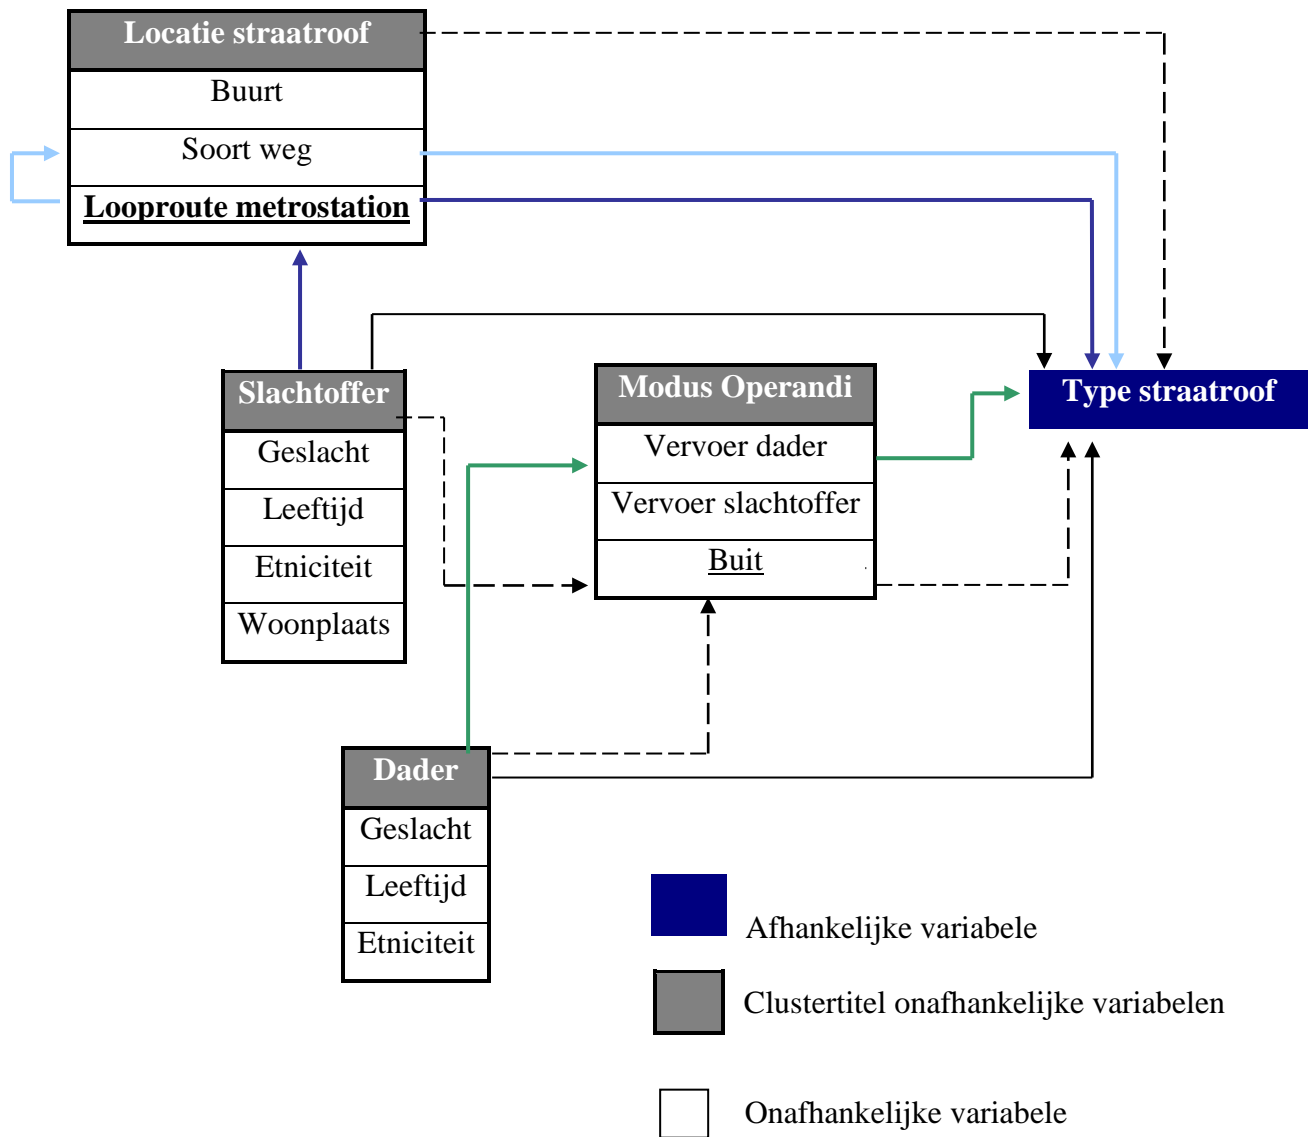 Locatie straatroof
Buurt
Soort weg
Looproute metrostation
Slachtoffer
Geslacht
Leeftijd
Etniciteit
Woonplaats
Modus Operandi
Vervoer dader
Vervoer slachtoffer
Buit
Type straatroof
Dader
Geslacht
Leeftijd
Etniciteit
Afhankelijke variabele
Clustertitel onafhankelijke variabelen
Onafhankelijke variabele